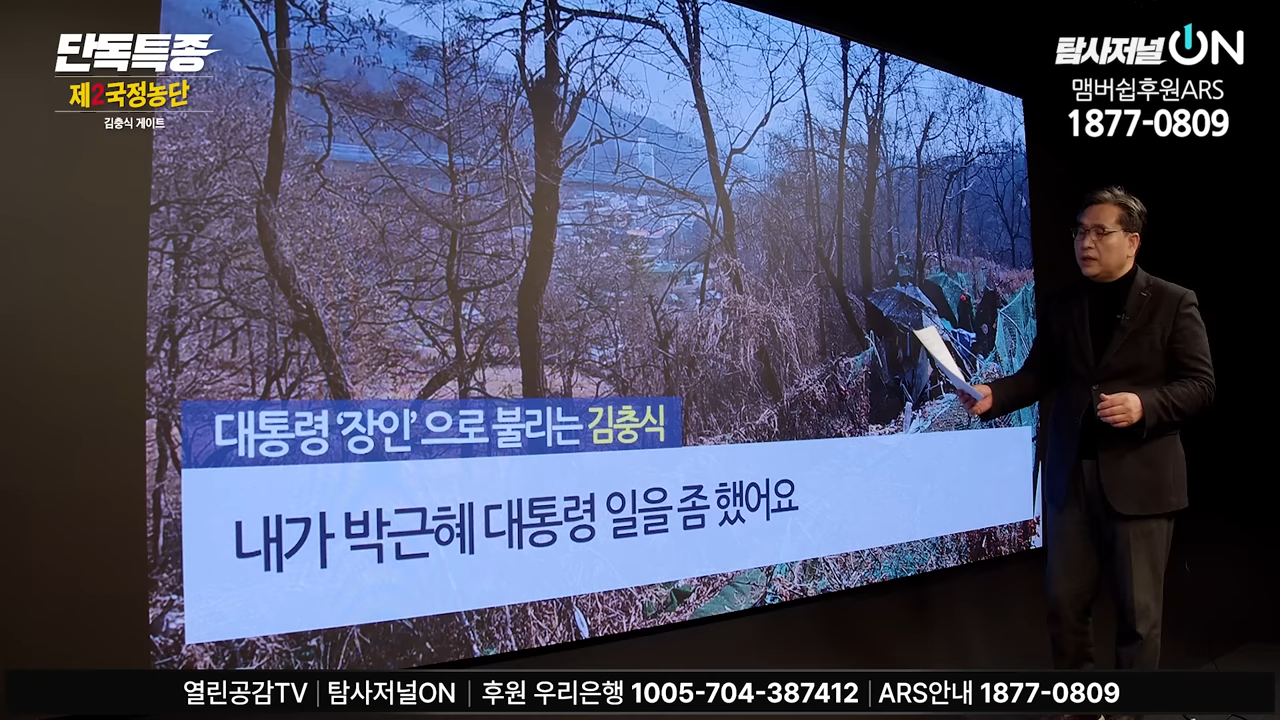 단독특종
제2국정농단
김충식 게이트
탐사저널ON
맴버쉽후원ARS
1877-0809
대통령 '장인'으로 불리는 김충식
내가 박근혜 대통령 일을 좀 했어요
열린공감TV | 탐사저널ON | 후원 우리은행 1005-704-387412 | ARS안내 1877-0809